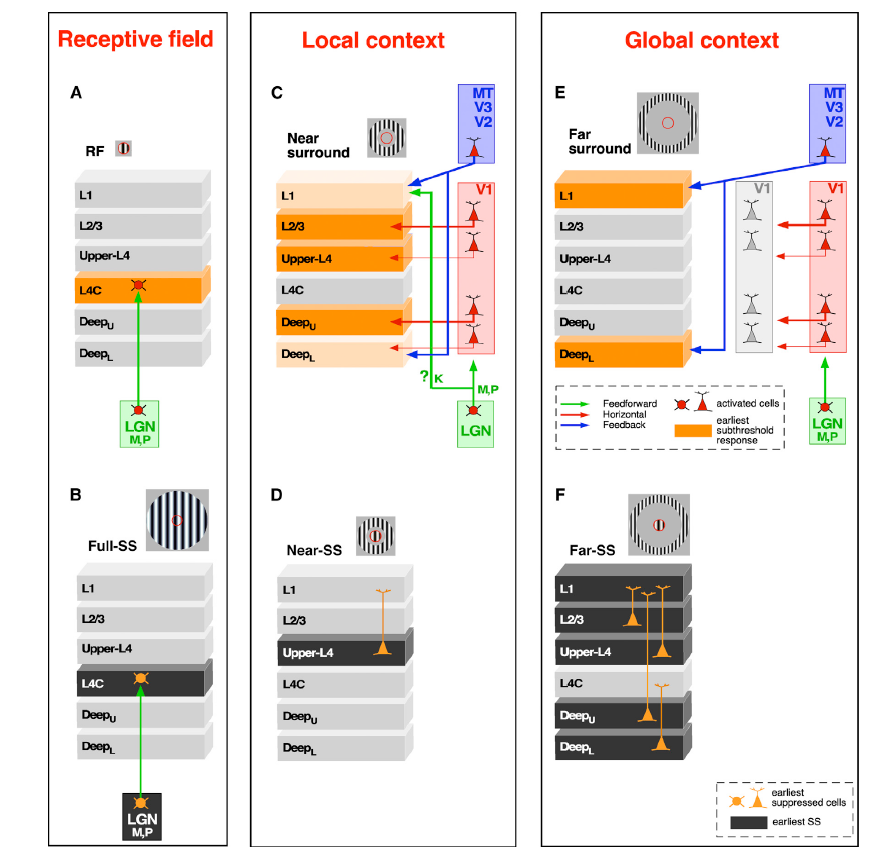 Receptive field
A
RF
L1
L2/3
Upper-L4
L4C
DeepU
DeepL
LGN
M,P
B
Full-SS
L1
L2/3
Upper-L4
L4C
DeepU
DeepL
LGN
M,P
Local context
C
Near
surround
MT
V3
V2
V1
L1
L2/3
Upper-L4
L4C
DeepU
DeepL
? K
M,P
LGN
D
Near-SS
L1
L2/3
Upper-L4
L4C
DeepU
DeepL
Global context
E
Far
surround
MT
V3
V2
V1
V1
L1
L2/3
Upper-L4
L4C
DeepU
DeepL
Feedforward
Horizontal
Feedback
activated cells
earliest
subthreshold
response
LGN
M,P
F
Far-SS
L1
L2/3
Upper-L4
L4C
DeepU
DeepL
earliest
suppressed cells
earliest SS